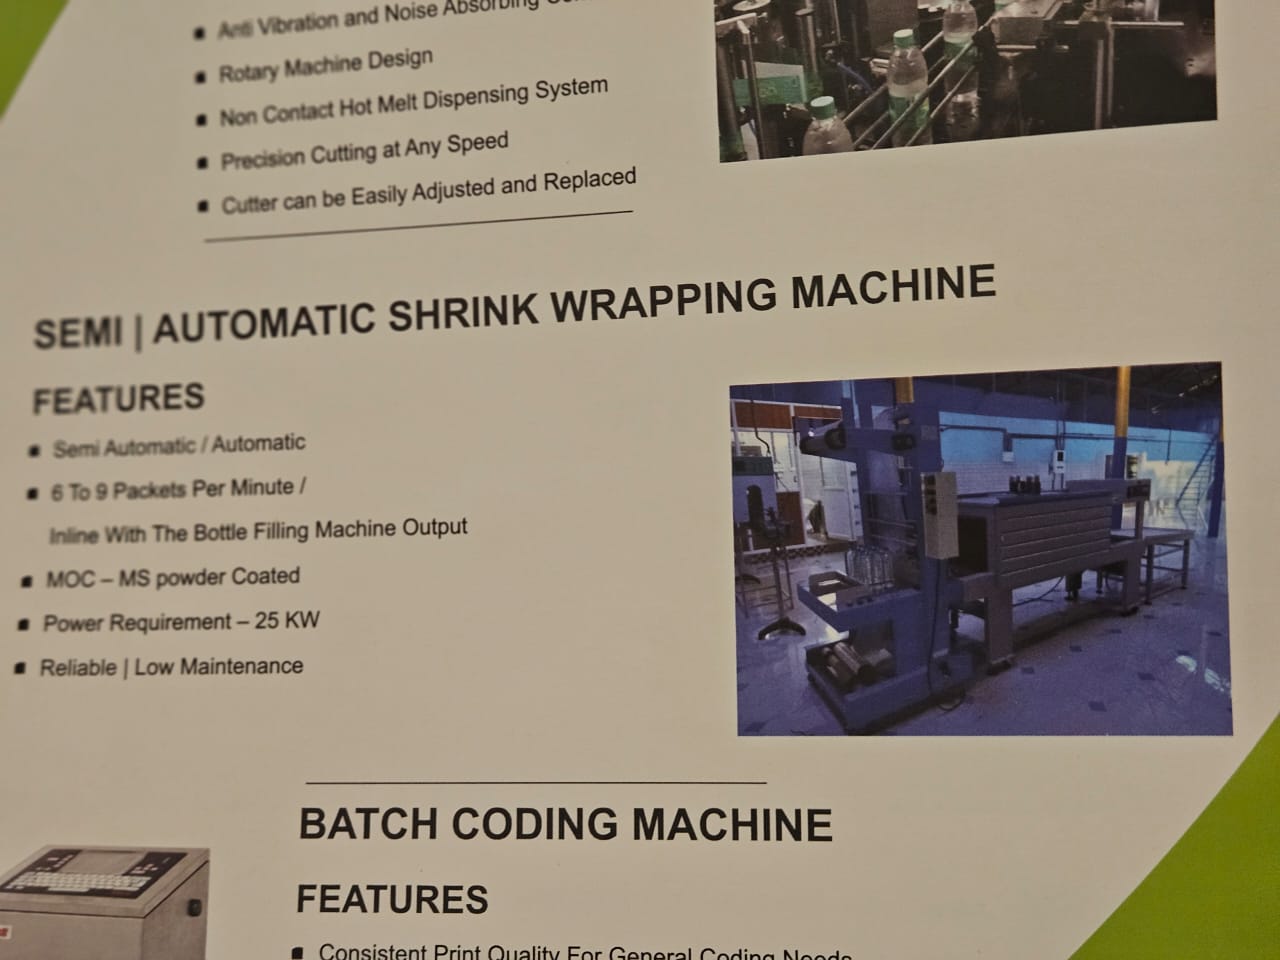 Anti Vibration and Noise Absorbing
Rotary Machine Design
Non Contact Hot Melt Dispensing System
Precision Cutting at Any Speed
Cutter can be Easily Adjusted and Replaced
SEMI | AUTOMATIC SHRINK WRAPPING MACHINE
FEATURES
Semi Automatic / Automatic
6 To 9 Packets Per Minute /
Inline With The Bottle Filling Machine Output
MOC – MS powder Coated
Power Requirement – 25 KW
Reliable | Low Maintenance
BATCH CODING MACHINE
FEATURES
Consistent Print Quality For General Coding Needs